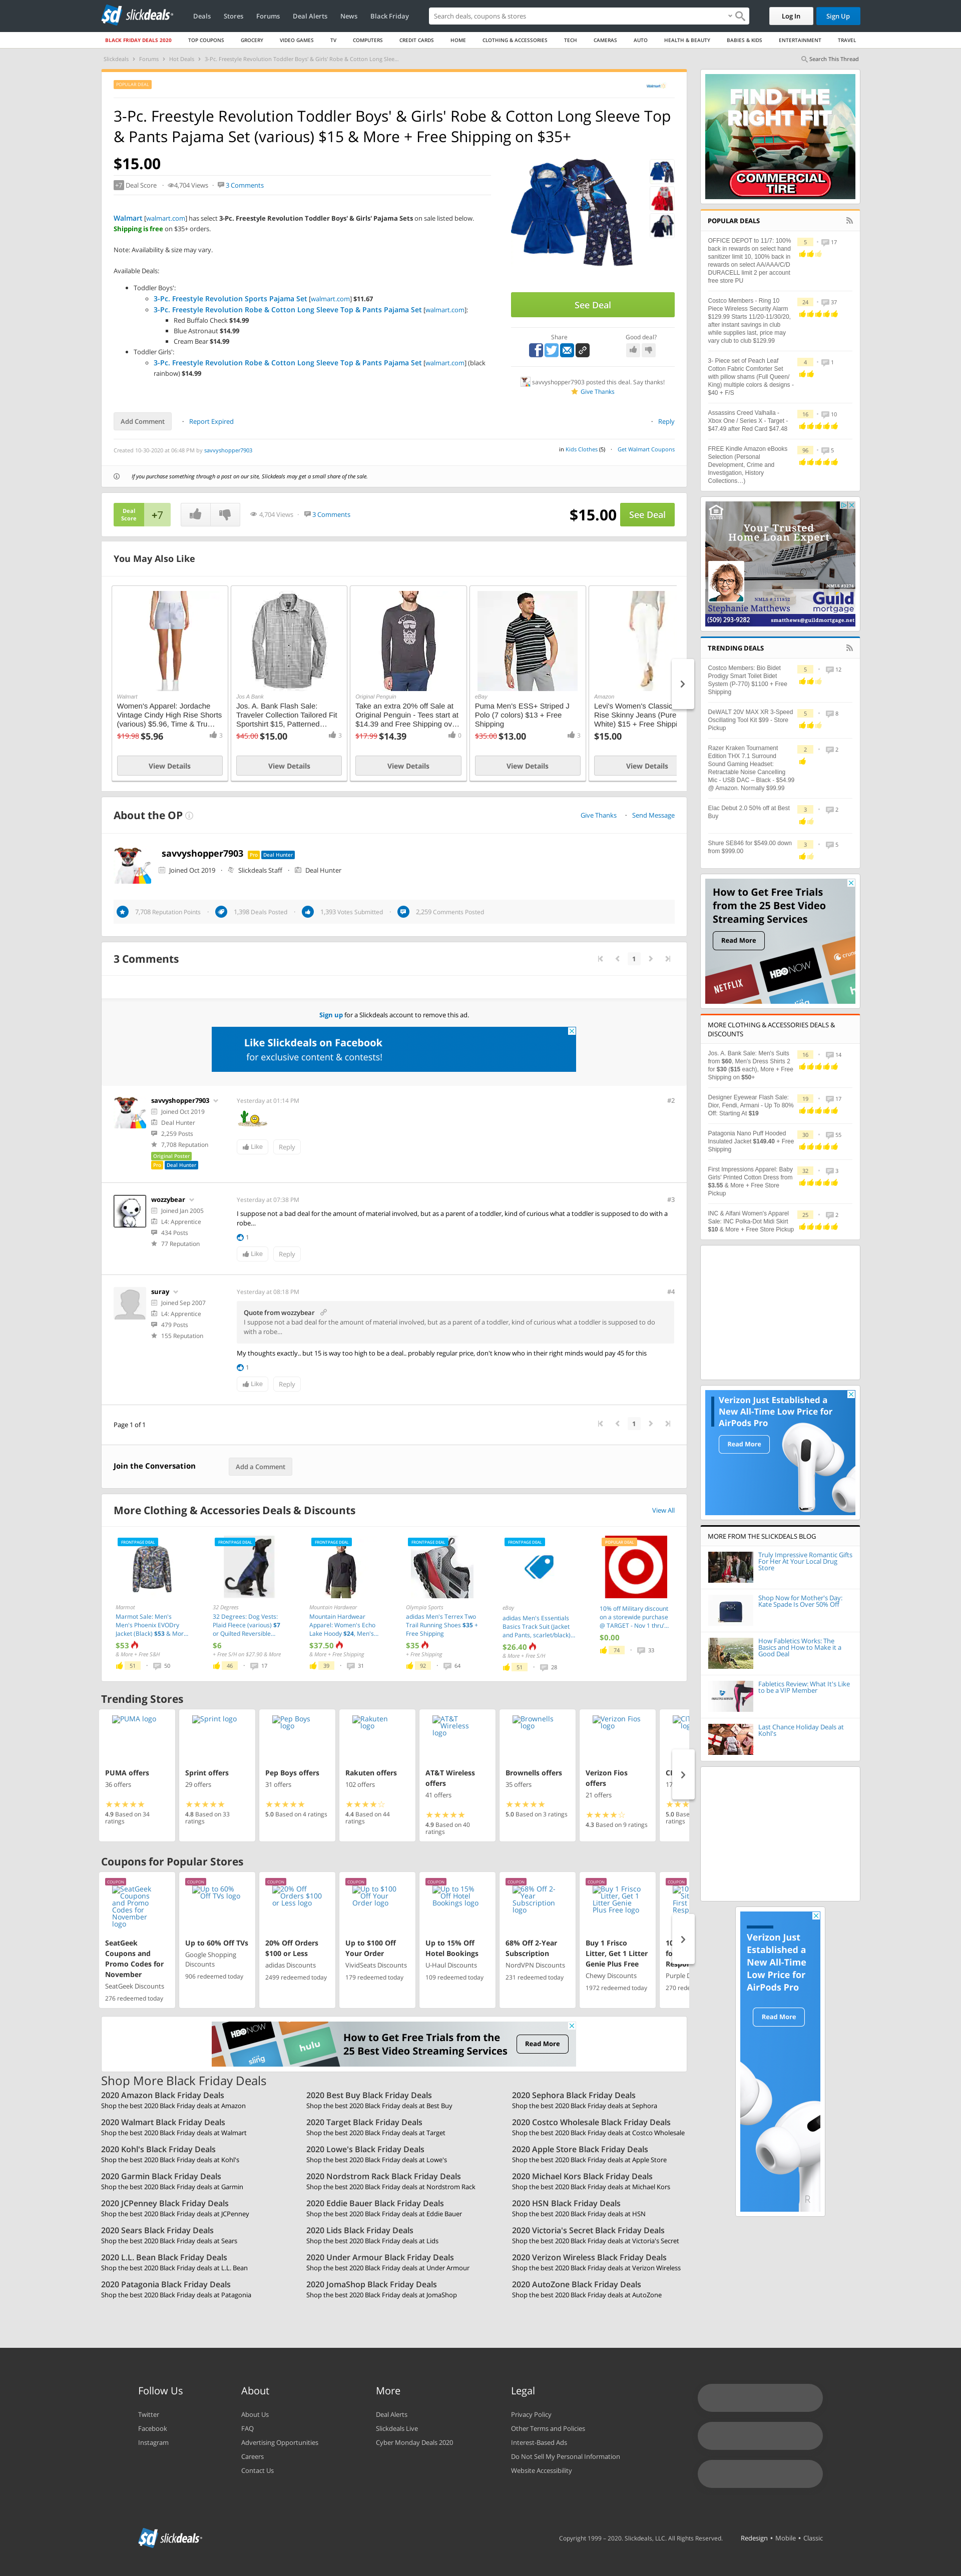 slickdeals
Deals Stores Forums Deal Alerts News Black Friday
Search deals, coupons & stores
Log In Sign Up
BLACK FRIDAY DEALS 2020 TOP COUPONS GROCERY VIDEO GAMES TV COMPUTERS CREDIT CARDS HOME CLOTHING & ACCESSORIES TECH CAMERAS AUTO HEALTH & BEAUTY BABIES & KIDS ENTERTAINMENT TRAVEL
Slickdeals > Forums > Hot Deals > 3-Pc. Freestyle Revolution Toddler Boys' & Girls' Robe & Cotton Long Slee...
Search This Thread
POPULAR DEAL
Walmart
3-Pc. Freestyle Revolution Toddler Boys' & Girls' Robe & Cotton Long Sleeve Top
& Pants Pajama Set (various) $15 & More + Free Shipping on $35+
$15.00
+7 Deal Score 4,704 Views 3 Comments
Walmart [walmart.com] has select 3-Pc. Freestyle Revolution Toddler Boys' & Girls' Pajama Sets on sale listed below.
Shipping is free on $35+ orders.
Note: Availability & size may vary.
Available Deals:
Toddler Boys':
3-Pc. Freestyle Revolution Sports Pajama Set [walmart.com] $11.67
3-Pc. Freestyle Revolution Robe & Cotton Long Sleeve Top & Pants Pajama Set [walmart.com]:
Red Buffalo Check $14.99
Blue Astronaut $14.99
Cream Bear $14.99
Toddler Girls':
3-Pc. Freestyle Revolution Robe & Cotton Long Sleeve Top & Pants Pajama Set [walmart.com] (black
rainbow) $14.99
See Deal
Share Good deal?
savvyshopper7903 posted this deal. Say thanks!
Give Thanks
Add Comment Report Expired Reply
Created 10-30-2020 at 06:48 PM by savvyshopper7903
in Kids Clothes (5) Get Walmart Coupons
If you purchase something through a post on our site, Slickdeals may get a small share of the sale.
Deal
Score
+7 4,704 Views 3 Comments $15.00 See Deal
You May Also Like
Walmart
Women's Apparel: Jordache
Vintage Cindy High Rise Shorts
(various) $5.96, Time & Tru…
$19.98 $5.96 3
View Details
Jos A Bank
Jos. A. Bank Flash Sale:
Traveler Collection Tailored Fit
Sportshirt $15, Patterned…
$45.00 $15.00 3
View Details
Original Penguin
Take an extra 20% off Sale at
Original Penguin - Tees start at
$14.39 and Free Shipping ov…
$17.99 $14.39 0
View Details
eBay
Puma Men's ESS+ Striped J
Polo (7 colors) $13 + Free
Shipping
$35.00 $13.00 3
View Details
Amazon
Levi's Women's Classic
Rise Skinny Jeans (Pure
White) $15 + Free Shippi
$15.00
View Details
About the OP
Give Thanks Send Message
savvyshopper7903 Pro Deal Hunter
Joined Oct 2019 Slickdeals Staff Deal Hunter
7,708 Reputation Points 1,398 Deals Posted 1,393 Votes Submitted 2,259 Comments Posted
3 Comments
1
Sign up for a Slickdeals account to remove this ad.
Like Slickdeals on Facebook
for exclusive content & contests!
savvyshopper7903
Joined Oct 2019
Deal Hunter
2,259 Posts
7,708 Reputation
Original Poster
Pro Deal Hunter
Yesterday at 01:14 PM #2
Like Reply
wozzybear
Joined Jan 2005
L4: Apprentice
434 Posts
77 Reputation
Yesterday at 07:38 PM #3
I suppose not a bad deal for the amount of material involved, but as a parent of a toddler, kind of curious what a toddler is supposed to do with a
robe...
1
Like Reply
suray
Joined Sep 2007
L4: Apprentice
479 Posts
155 Reputation
Yesterday at 08:18 PM #4
Quote from wozzybear
I suppose not a bad deal for the amount of material involved, but as a parent of a toddler, kind of curious what a toddler is supposed to do
with a robe...
My thoughts exactly.. but 15 is way too high to be a deal.. probably regular price, don't know who in their right minds would pay 45 for this
1
Like Reply
Page 1 of 1
1
Join the Conversation Add a Comment
More Clothing & Accessories Deals & Discounts
View All
FRONTPAGE DEAL
Marmot
Marmot Sale: Men's
Men's Phoenix EVODry
Jacket (Black) $53 & Mor...
$53
& More + Free S&H
51 50
FRONTPAGE DEAL
32 Degrees
32 Degrees: Dog Vests:
Plaid Fleece (various) $7
or Quilted Reversible...
$6
+ Free S/H on $27.90 & More
46 17
FRONTPAGE DEAL
Mountain Hardwear
Mountain Hardwear
Apparel: Women's Echo
Lake Hoody $24, Men's...
$37.50
& More + Free Shipping
39 31
FRONTPAGE DEAL
Olympia Sports
adidas Men's Terrex Two
Trail Running Shoes $35 +
Free Shipping
$35
+ Free Shipping
92 64
FRONTPAGE DEAL
eBay
adidas Men's Essentials
Basics Track Suit (Jacket
and Pants, scarlet/black)...
$26.40
& More + Free S/H
51 28
POPULAR DEAL
10% off Military discount
on a storewide purchase
@ TARGET - Nov 1 thru'...
$0.00
74 33
Trending Stores
PUMA logo
PUMA offers
36 offers
4.9 Based on 34
ratings
Sprint logo
Sprint offers
29 offers
4.8 Based on 33
ratings
Pep Boys
logo
Pep Boys offers
31 offers
5.0 Based on 4 ratings
Rakuten
logo
Rakuten offers
102 offers
4.4 Based on 44
ratings
AT&T
Wireless
logo
AT&T Wireless
offers
41 offers
4.9 Based on 40
ratings
Brownells
logo
Brownells offers
35 offers
5.0 Based on 3 ratings
Verizon Fios
logo
Verizon Fios
offers
21 offers
4.3 Based on 9 ratings
Coupons for Popular Stores
COUPON
SeatGeek
Coupons
and Promo
Codes for
November
logo
SeatGeek
Coupons and
Promo Codes for
November
SeatGeek Discounts
276 redeemed today
COUPON
Up to 60%
Off TVs logo
Up to 60% Off TVs
Google Shopping
Discounts
906 redeemed today
COUPON
20% Off
Orders $100
or Less logo
20% Off Orders
$100 or Less
adidas Discounts
2499 redeemed today
COUPON
Up to $100
Off Your
Order logo
Up to $100 Off
Your Order
VividSeats Discounts
179 redeemed today
COUPON
Up to 15%
Off Hotel
Bookings logo
Up to 15% Off
Hotel Bookings
U-Haul Discounts
109 redeemed today
COUPON
68% Off 2-
Year
Subscription
logo
68% Off 2-Year
Subscription
NordVPN Discounts
231 redeemed today
COUPON
Buy 1 Frisco
Litter, Get 1
Litter Genie
Plus Free logo
Buy 1 Frisco
Litter, Get 1 Litter
Genie Plus Free
Chewy Discounts
1972 redeemed today
COUPON
HBO NOW
sling
hulu
How to Get Free Trials from the
25 Best Video Streaming Services
Read More
Shop More Black Friday Deals
2020 Amazon Black Friday Deals
Shop the best 2020 Black Friday deals at Amazon
2020 Best Buy Black Friday Deals
Shop the best 2020 Black Friday deals at Best Buy
2020 Sephora Black Friday Deals
Shop the best 2020 Black Friday deals at Sephora
2020 Walmart Black Friday Deals
Shop the best 2020 Black Friday deals at Walmart
2020 Target Black Friday Deals
Shop the best 2020 Black Friday deals at Target
2020 Costco Wholesale Black Friday Deals
Shop the best 2020 Black Friday deals at Costco Wholesale
2020 Kohl's Black Friday Deals
Shop the best 2020 Black Friday deals at Kohl's
2020 Lowe's Black Friday Deals
Shop the best 2020 Black Friday deals at Lowe's
2020 Apple Store Black Friday Deals
Shop the best 2020 Black Friday deals at Apple Store
2020 Garmin Black Friday Deals
Shop the best 2020 Black Friday deals at Garmin
2020 Nordstrom Rack Black Friday Deals
Shop the best 2020 Black Friday deals at Nordstrom Rack
2020 Michael Kors Black Friday Deals
Shop the best 2020 Black Friday deals at Michael Kors
2020 JCPenney Black Friday Deals
Shop the best 2020 Black Friday deals at JCPenney
2020 Eddie Bauer Black Friday Deals
Shop the best 2020 Black Friday deals at Eddie Bauer
2020 HSN Black Friday Deals
Shop the best 2020 Black Friday deals at HSN
2020 Sears Black Friday Deals
Shop the best 2020 Black Friday deals at Sears
2020 Lids Black Friday Deals
Shop the best 2020 Black Friday deals at Lids
2020 Victoria's Secret Black Friday Deals
Shop the best 2020 Black Friday deals at Victoria's Secret
2020 L.L. Bean Black Friday Deals
Shop the best 2020 Black Friday deals at L.L. Bean
2020 Under Armour Black Friday Deals
Shop the best 2020 Black Friday deals at Under Armour
2020 Verizon Wireless Black Friday Deals
Shop the best 2020 Black Friday deals at Verizon Wireless
2020 Patagonia Black Friday Deals
Shop the best 2020 Black Friday deals at Patagonia
2020 JomaShop Black Friday Deals
Shop the best 2020 Black Friday deals at JomaShop
2020 AutoZone Black Friday Deals
Shop the best 2020 Black Friday deals at AutoZone
FIND THE
RIGHT FIT
COMMERCIAL
TIRE
POPULAR DEALS
OFFICE DEPOT to 11/7: 100%
back in rewards on select hand
sanitizer limit 10, 100% back in
rewards on select AA/AAA/C/D
DURACELL limit 2 per account
free store PU
5 17
Costco Members - Ring 10
Piece Wireless Security Alarm
$129.99 Starts 11/20-11/30/20,
after instant savings in club
while supplies last, price may
vary club to club $129.99
24 37
3- Piece set of Peach Leaf
Cotton Fabric Comforter Set
with pillow shams (Full Queen/
King) multiple colors & designs -
$40 + F/S
4 1
Assassins Creed Valhalla -
Xbox One / Series X - Target -
$47.49 after Red Card $47.48
16 10
FREE Kindle Amazon eBooks
Selection (Personal
Development, Crime and
Investigation, History
Collections…)
96 5
Your Trusted
Home Loan Expert
Stephanie Matthews
Guild
mortgage
(509) 293-9282 smatthews@guildmortgage.net
TRENDING DEALS
Costco Members: Bio Bidet
Prodigy Smart Toilet Bidet
System (P-770) $1100 + Free
Shipping
5 12
DeWALT 20V MAX XR 3-Speed
Oscillating Tool Kit $99 - Store
Pickup
5 8
Razer Kraken Tournament
Edition THX 7.1 Surround
Sound Gaming Headset:
Retractable Noise Cancelling
Mic - USB DAC – Black - $54.99
@ Amazon. Normally $99.99
2 2
Elac Debut 2.0 50% off at Best
Buy
3 2
Shure SE846 for $549.00 down
from $999.00
3 5
How to Get Free Trials
from the 25 Best Video
Streaming Services
Read More
NETFLIX HBO NOW hulu
MORE CLOTHING & ACCESSORIES DEALS &
DISCOUNTS
Jos. A. Bank Sale: Men's Suits
from $60, Men's Dress Shirts 2
for $30 ($15 each), More + Free
Shipping on $50+
16 14
Designer Eyewear Flash Sale:
Dior, Fendi, Armani - Up To 80%
Off: Starting At $19
19 17
Patagonia Nano Puff Hooded
Insulated Jacket $149.40 + Free
Shipping
30 55
First Impressions Apparel: Baby
Girls' Printed Cotton Dress from
$3.55 & More + Free Store
Pickup
32 3
INC & Alfani Women's Apparel
Sale: INC Polka-Dot Midi Skirt
$10 & More + Free Store Pickup
25 2
Verizon Just Established a
New All-Time Low Price for
AirPods Pro
Read More
MORE FROM THE SLICKDEALS BLOG
Truly Impressive Romantic Gifts
For Her At Your Local Drug
Store
Shop Now for Mother's Day:
Kate Spade Is Over 50% Off
How Fabletics Works: The
Basics and How to Make it a
Good Deal
Fabletics Review: What It's Like
to be a VIP Member
Last Chance Holiday Deals at
Kohl's
Verizon Just
Established a
New All-Time
Low Price for
AirPods Pro
Read More
Follow Us
Twitter
Facebook
Instagram
About
About Us
FAQ
Advertising Opportunities
Careers
Contact Us
More
Deal Alerts
Slickdeals Live
Cyber Monday Deals 2020
Legal
Privacy Policy
Other Terms and Policies
Interest-Based Ads
Do Not Sell My Personal Information
Website Accessibility
slickdeals
Copyright 1999 – 2020. Slickdeals, LLC. All Rights Reserved. Redesign • Mobile • Classic